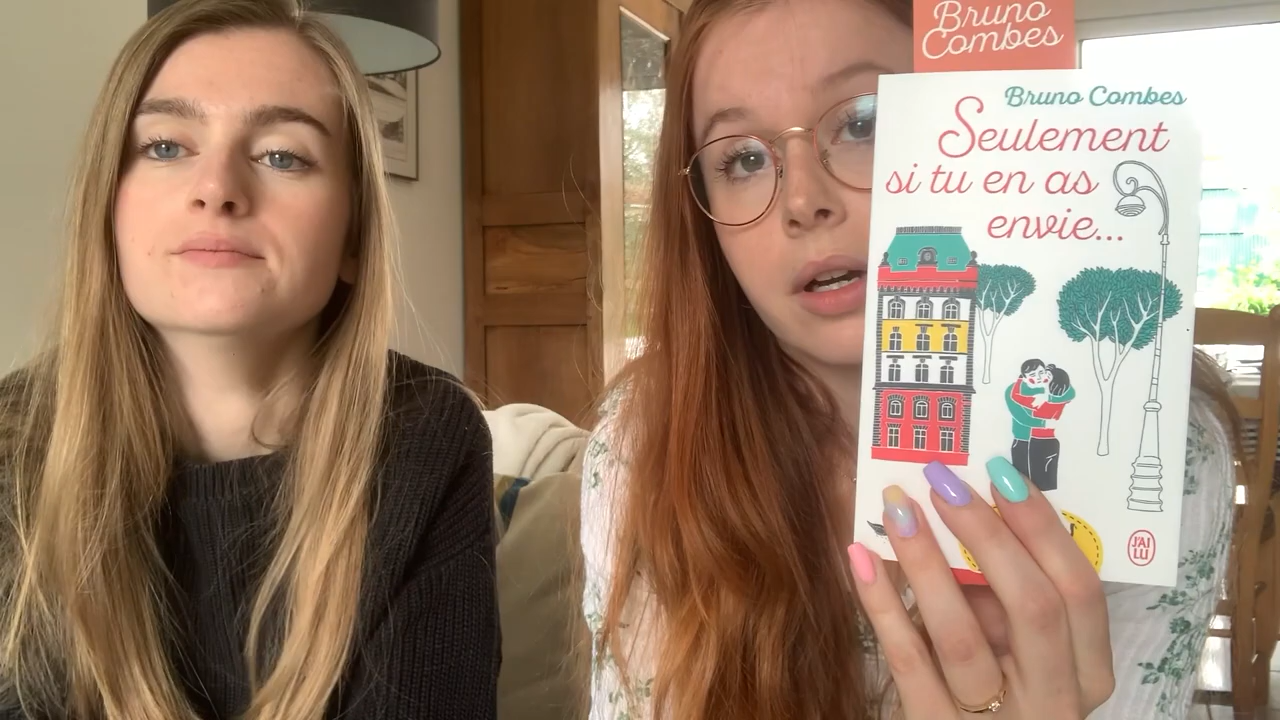 Bruno
Combes
Bruno Combes
Seulement
si tu en as
envie...
J'AI
LU